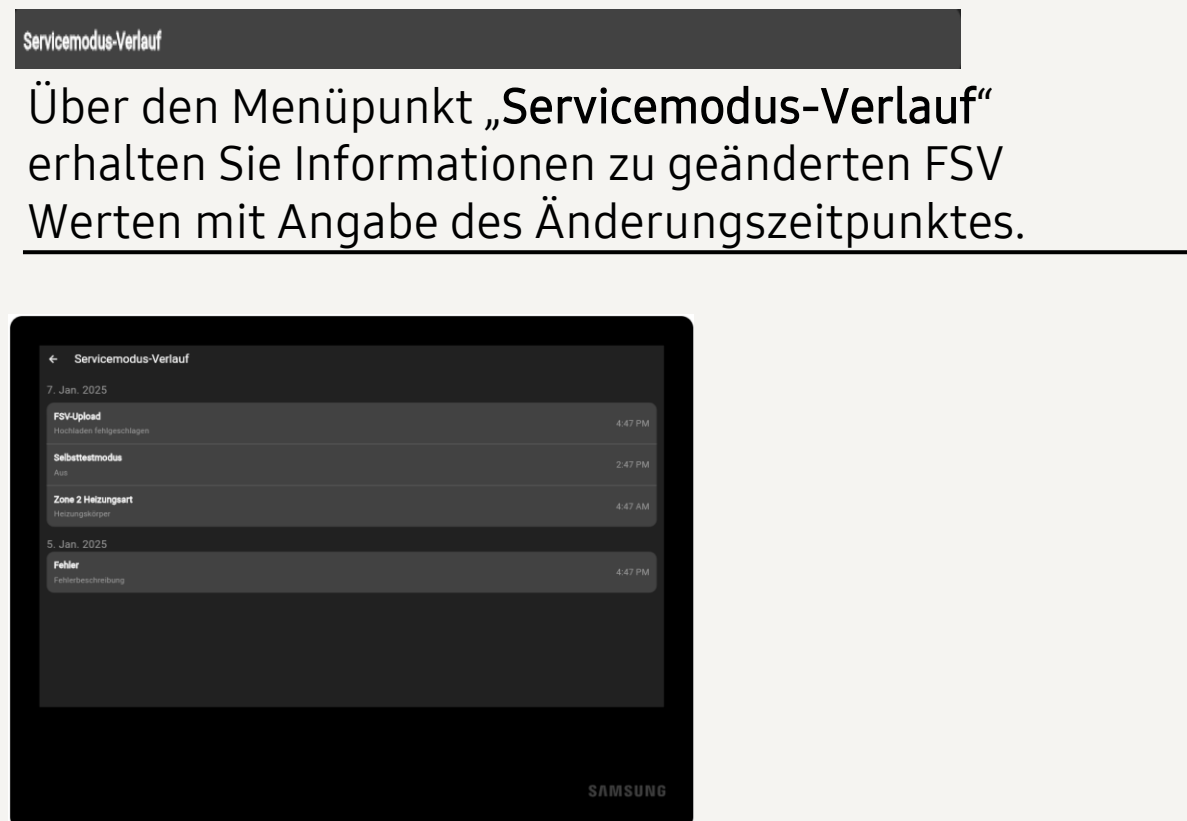 Servicemodus-Verlauf
Über den Menüpunkt „Servicemodus-Verlauf“
erhalten Sie Informationen zu geänderten FSV
Werten mit Angabe des Änderungszeitpunktes.
← Servicemodus-Verlauf
7. Jan. 2025
FSV-Upload
Hochladen fehlgeschlagen
4:47 PM
Selbsttestmodus
Aus
2:47 PM
Zone 2 Heizungsart
Heizungskörper
4:47 AM
5. Jan. 2025
Fehler
Fehlerbeschreibung
4:47 PM
SAMSUNG